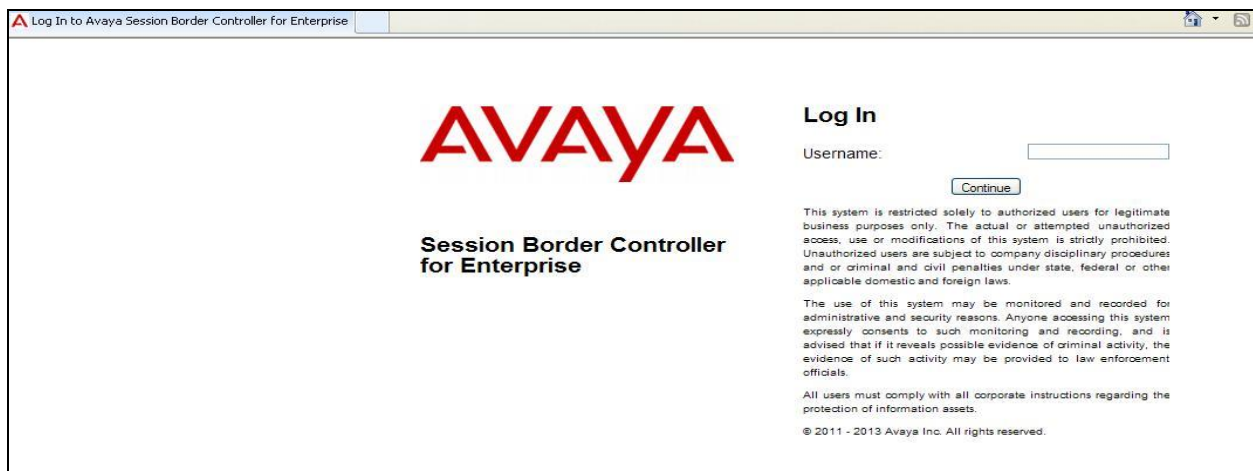 Log In to Avaya Session Border Controller for Enterprise
AVAYA
Session Border Controller
for Enterprise
Log In
Username:
Continue
This system is restricted solely to authorized users for legitimate
business purposes only. The actual or attempted unauthorized
access, use or modifications of this system is strictly prohibited.
Unauthorized users are subject to company disciplinary procedures
and or criminal and civil penalties under state, federal or other
applicable domestic and foreign laws.
The use of this system may be monitored and recorded for
administrative and security reasons. Anyone accessing this system
expressly consents to such monitoring and recording, and is
advised that if it reveals possible evidence of criminal activity, the
evidence of such activity may be provided to law enforcement
officials.
All users must comply with all corporate instructions regarding the
protection of information assets.
© 2011 - 2013 Avaya Inc. All rights reserved.